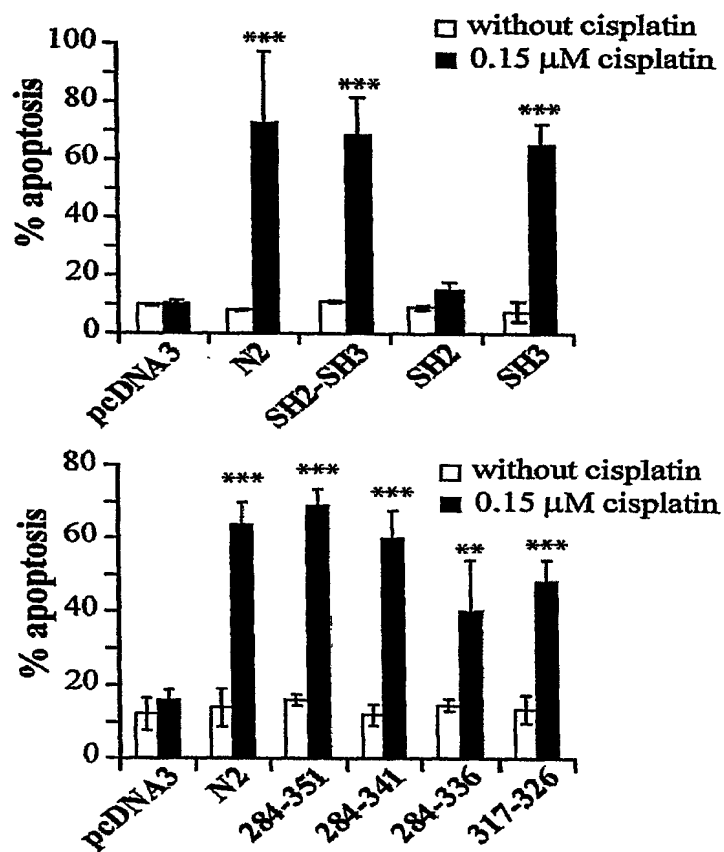 without cisplatin
0.15 μM cisplatin
% apoptosis
100
80
60
40
20
0
***
***
***
pcDNA3
N2
SH2-SH3
SH2
SH3
without cisplatin
0.15 μM cisplatin
% apoptosis
80
60
40
20
0
***
***
***
**
***
pcDNA3
N2
284-351
284-341
284-336
317-326